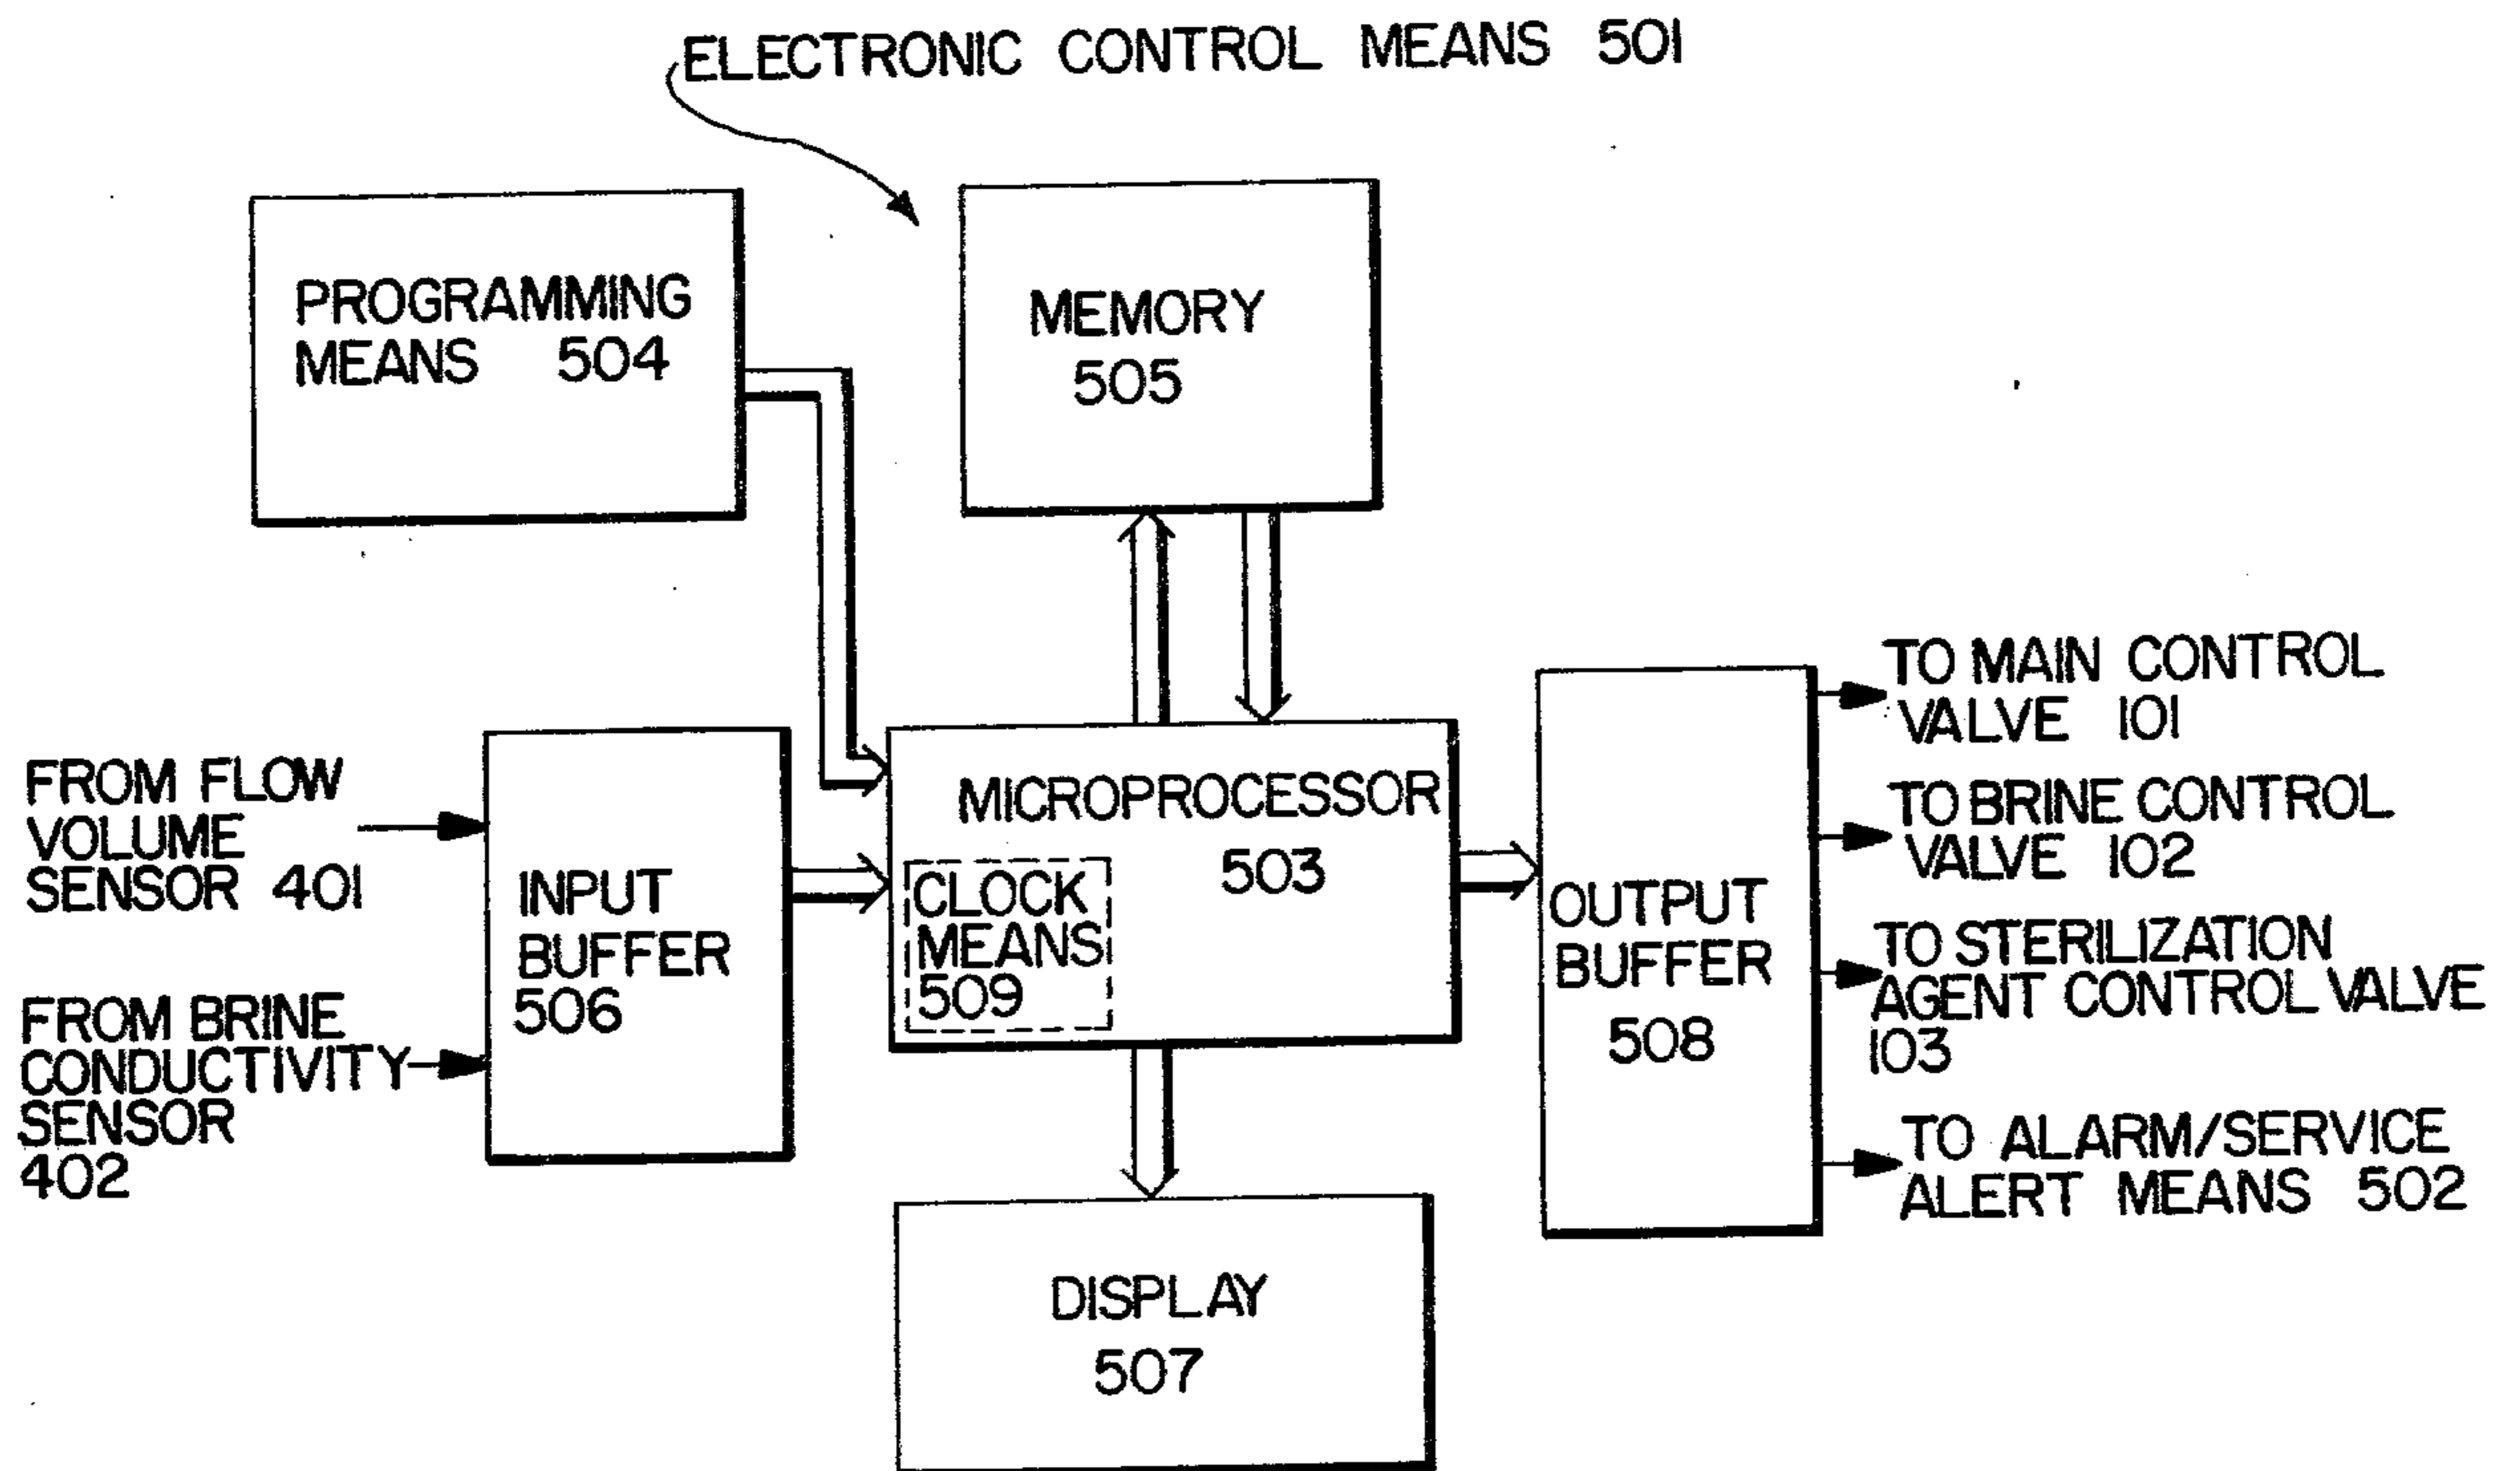 ELECTRONIC CONTROL MEANS 501
PROGRAMMING
MEANS 504
MEMORY
505
FROM FLOW
VOLUME
SENSOR 401
FROM BRINE
CONDUCTIVITY
SENSOR
402
INPUT
BUFFER
506
MICROPROCESSOR
503
CLOCK
MEANS
509
OUTPUT
BUFFER
508
TO MAIN CONTROL
VALVE 101
TO BRINE CONTROL
VALVE 102
TO STERILIZATION
AGENT CONTROL VALVE
103
TO ALARM/SERVICE
ALERT MEANS 502
DISPLAY
507